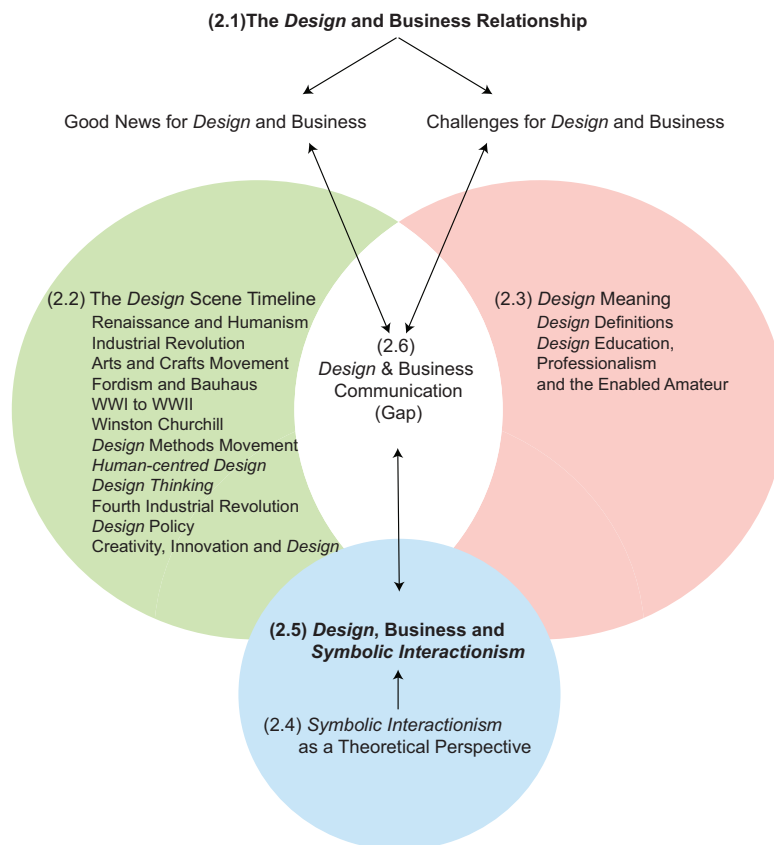 (2.1)The Design and Business Relationship
Good News for Design and Business
Challenges for Design and Business
(2.2) The Design Scene Timeline
Renaissance and Humanism
Industrial Revolution
Arts and Crafts Movement
Fordism and Bauhaus
WWI to WWII
Winston Churchill
Design Methods Movement
Human-centred Design
Design Thinking
Fourth Industrial Revolution
Design Policy
Creativity, Innovation and Design
(2.6)
Design & Business
Communication
(Gap)
(2.3) Design Meaning
Design Definitions
Design Education,
Professionalism
and the Enabled Amateur
(2.5) Design, Business and
Symbolic Interactionism
(2.4) Symbolic Interactionism
as a Theoretical Perspective